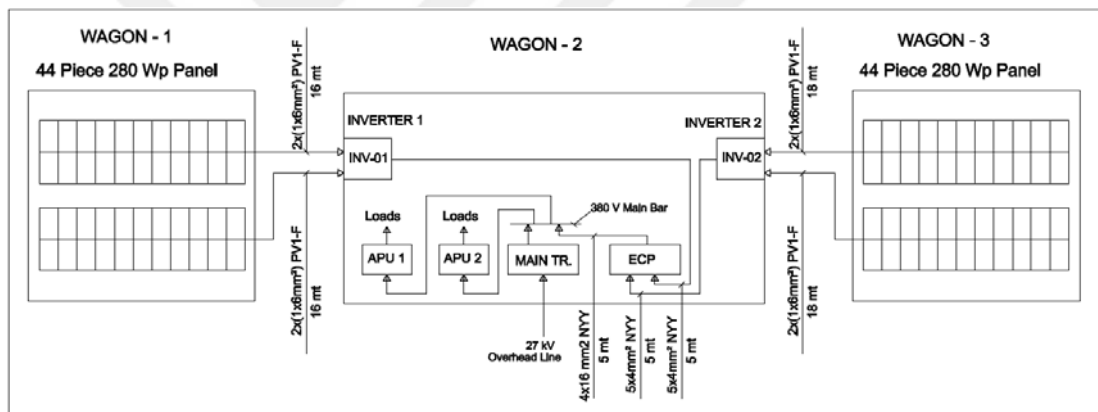 WAGON - 1
44 Piece 280 Wp Panel
2x(1x6mm²) PV1-F
16 mt
2x(1x6mm²) PV1-F
16 mt
WAGON - 2
INVERTER 1
INV-01
INVERTER 2
INV-02
380 V Main Bar
Loads
Loads
APU 1
APU 2
MAIN TR.
ECP
27 kV
Overhead Line
4x16 mm2 NYY
5 mt
5x4mm² NYY
5 mt
5x4mm² NYY
5 mt
2x(1x6mm²) PV1-F
18 mt
2x(1x6mm²) PV1-F
18 mt
WAGON - 3
44 Piece 280 Wp Panel